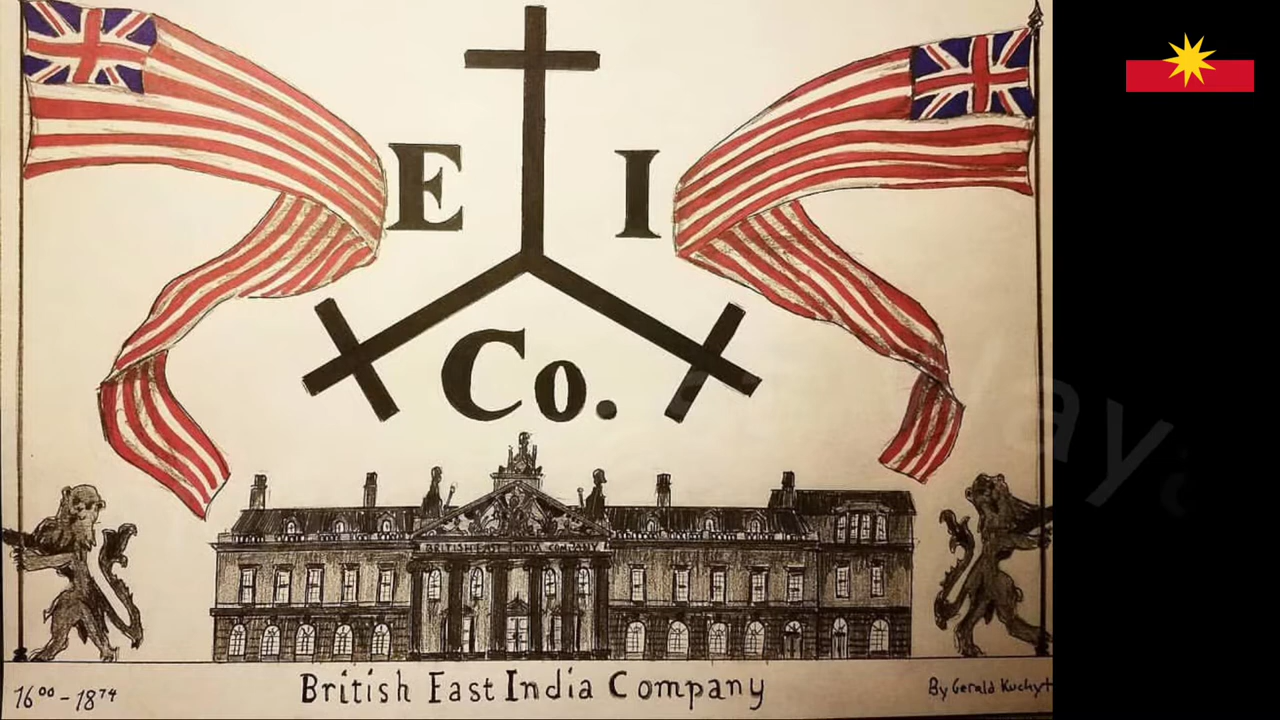 E I
Co.
BRITISH EAST INDIA COMPANY
1600-1874
British East India Company
By Gerald Kuchyt